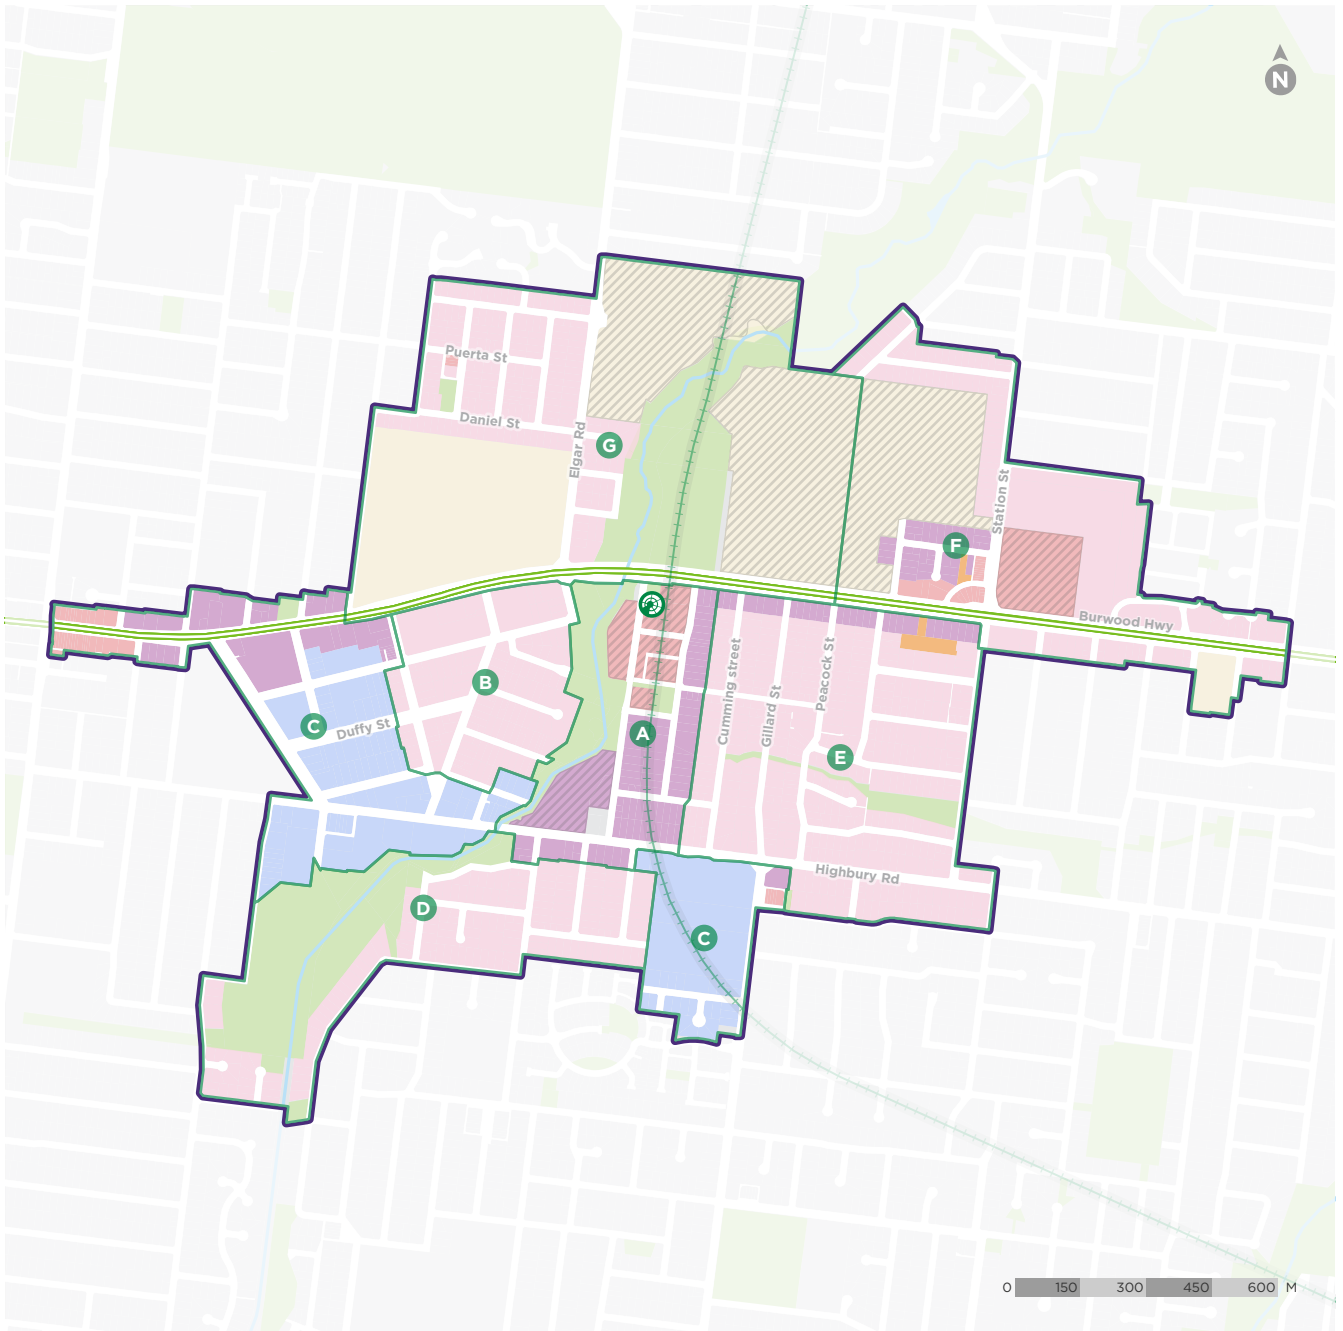 N
Puerta St
Daniel St
Elgar Rd
G
Station St
F
Burwood Hwy
B
A
C
Duffy St
Cumming street
Gillard St
Peacock St
E
Highbury Rd
D
C
0 150 300 450 600 M